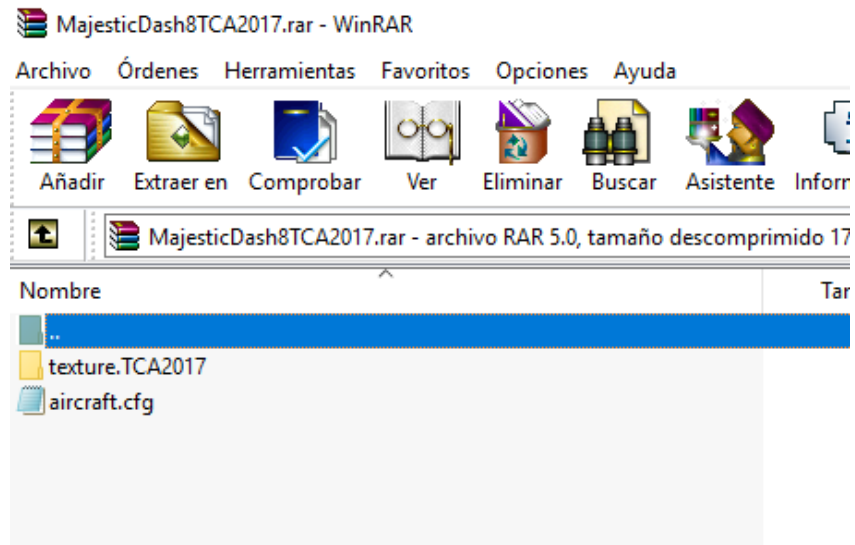 MajesticDash8TCA2017.rar - WinRAR
Archivo Órdenes Herramientas Favoritos Opciones Ayuda
Añadir Extraer en Comprobar Ver Eliminar Buscar Asistente
MajesticDash8TCA2017.rar - archivo RAR 5.0, tamaño descomprimido 17
Nombre
..
texture.TCA2017
aircraft.cfg